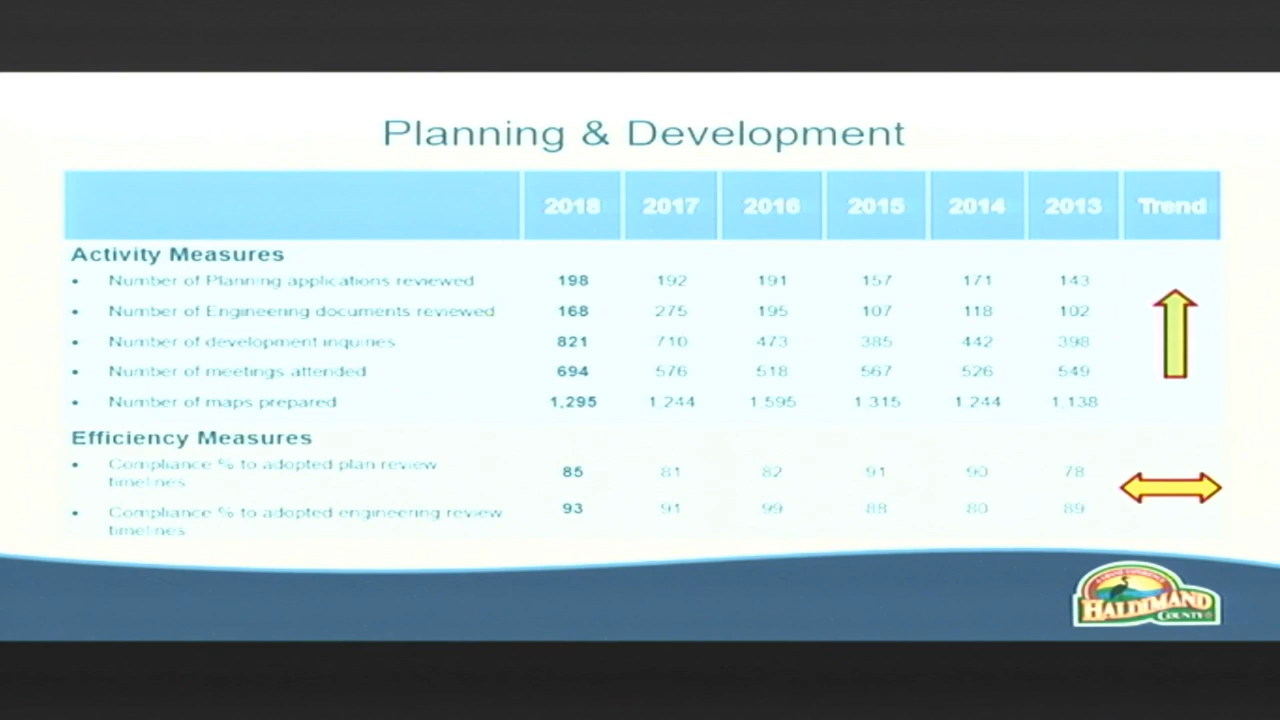 Planning & Development
2018 2017 2016 2015 2014 2013 Trend
Activity Measures
• Number of Planning applications reviewed 198 192 191 157 171 143
• Number of Engineering documents reviewed 168 275 195 107 118 102
• Number of development inquiries 821 710 473 385 442 398
• Number of meetings attended 694 576 518 567 526 549
• Number of maps prepared 1,295 1,244 1,595 1,315 1,244 1,138
Efficiency Measures
• Compliance % to adopted plan review 85 81 82 91 90 78
timelines
• Compliance % to adopted engineering review 93 91 99 88 80 89
timelines
HALDIMAND
COUNTY